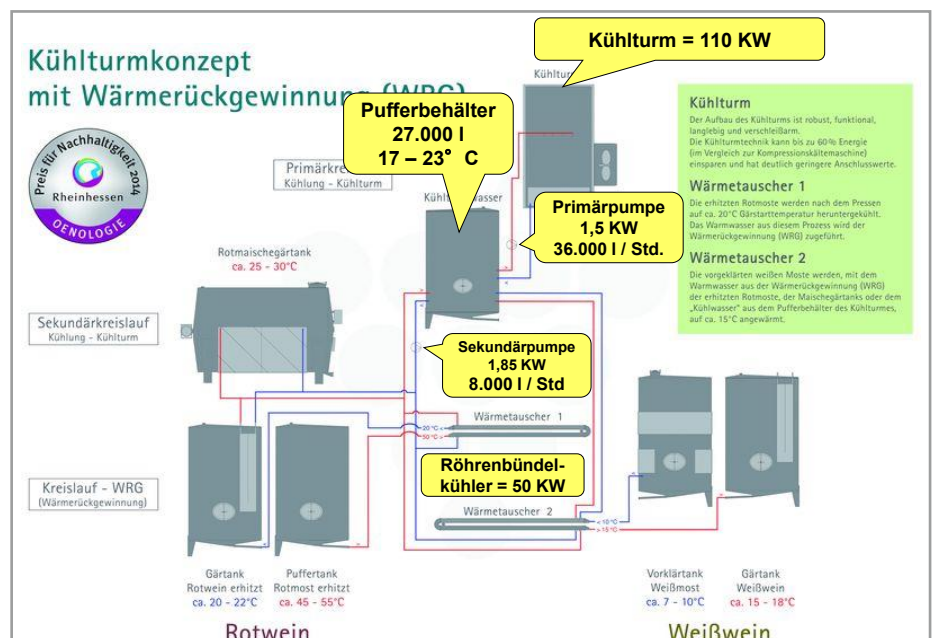 Kühlturmkonzept
mit Wärmerückgewinnung (WRG)
Preis für Nachhaltigkeit 2014
Rheinhessen
OENOLOGIE
Kühlturm = 110 KW
Kühlturm
Pufferbehälter
27.000 l
17 – 23° C
Primärkreislauf
Kühlung - Kühlturm
Primärpumpe
1,5 KW
36.000 l / Std.
Kühlturm
Der Aufbau des Kühlturms ist robust, funktional,
langlebig und verschleißarm.
Die Kühlturmtechnik kann bis zu 60% Energie
(im Vergleich zur Kompressionskältemaschine)
einsparen und hat deutlich geringere Anschlusswerte.
Wärmetauscher 1
Die erhitzten Rotmoste werden nach dem Pressen
auf ca. 20°C Gärstarttemperatur heruntergekühlt.
Das Warmwasser aus diesem Prozess wird der
Wärmerückgewinnung (WRG) zugeführt.
Wärmetauscher 2
Die vorgeklärten weißen Moste werden, mit dem
Warmwasser aus der Wärmerückgewinnung (WRG)
der erhitzten Rotmoste, der Maischegärtanks oder dem
„Kühlwasser" aus dem Pufferbehälter des Kühlturmes,
auf ca. 15°C angewärmt.
Rotmaischegärtank
ca. 25 - 30°C
Sekundärkreislauf
Kühlung - Kühlturm
Sekundärpumpe
1,85 KW
8.000 l / Std
Wärmetauscher 1
20 °C <
50 °C >
Röhrenbündel-
kühler = 50 KW
Kreislauf - WRG
(Wärmerückgewinnung)
Wärmetauscher 2
< 10 °C
> 15 °C
Gärtank
Rotwein erhitzt
ca. 20 - 22°C
Puffertank
Rotmost erhitzt
ca. 45 - 55°C
Vorklärtank
Weißmost
ca. 7 - 10°C
Gärtank
Weißwein
ca. 15 - 18°C
Rotwein
Weißwein